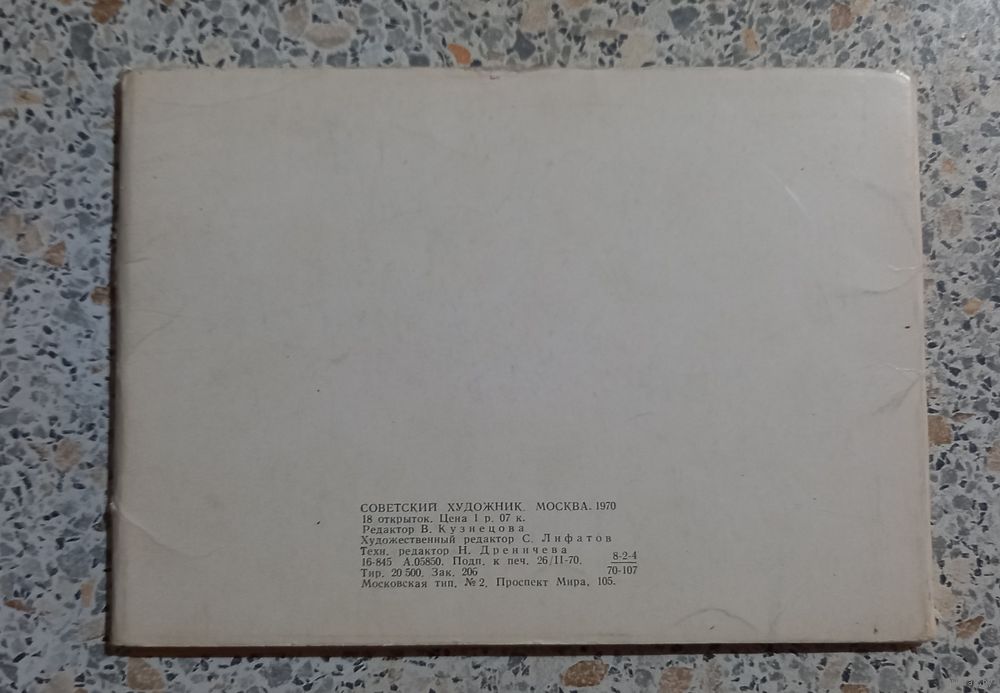 СОВЕТСКИЙ ХУДОЖНИК. МОСКВА. 1970
18 открыток. Цена 1 р. 07 к.
Редактор В. Кузнецова
Художественный редактор С. Лифатов
Техн. редактор Н. Дреничева
16-845 А.05850. Подп. к печ. 26/II-70. 8-2-4
Тир. 20 500. Зак. 206 70-107
Московская тип. № 2, Проспект Мира, 105.